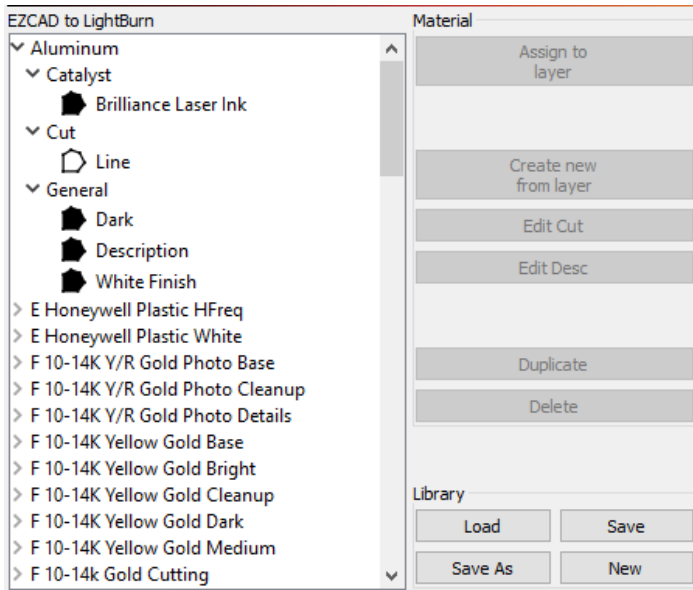 EZCAD to LightBurn
Aluminum
Catalyst
Brilliance Laser Ink
Cut
Line
General
Dark
Description
White Finish
E Honeywell Plastic HFreq
E Honeywell Plastic White
F 10-14K Y/R Gold Photo Base
F 10-14K Y/R Gold Photo Cleanup
F 10-14K Y/R Gold Photo Details
F 10-14K Yellow Gold Base
F 10-14K Yellow Gold Bright
F 10-14K Yellow Gold Cleanup
F 10-14K Yellow Gold Dark
F 10-14K Yellow Gold Medium
F 10-14k Gold Cutting
Material
Assign to
layer
Create new
from layer
Edit Cut
Edit Desc
Duplicate
Delete
Library
Load
Save
Save As
New